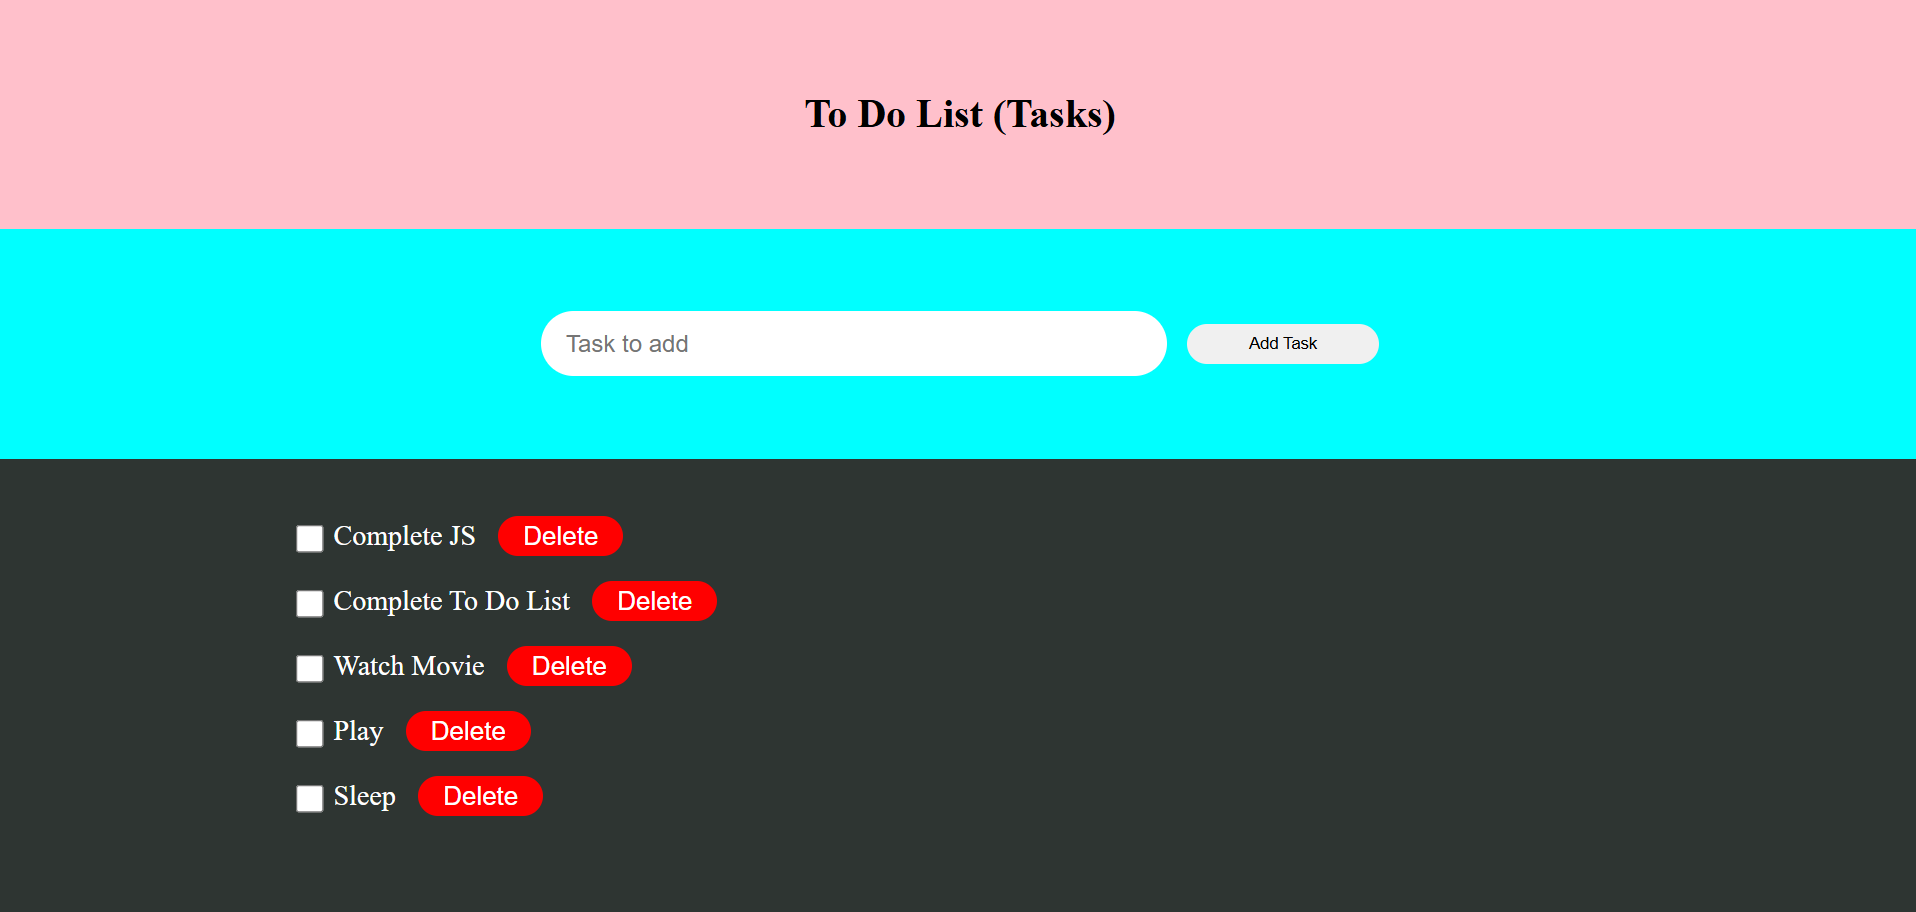 To Do List (Tasks)
Task to add Add Task
Complete JS Delete
Complete To Do List Delete
Watch Movie Delete
Play Delete
Sleep Delete